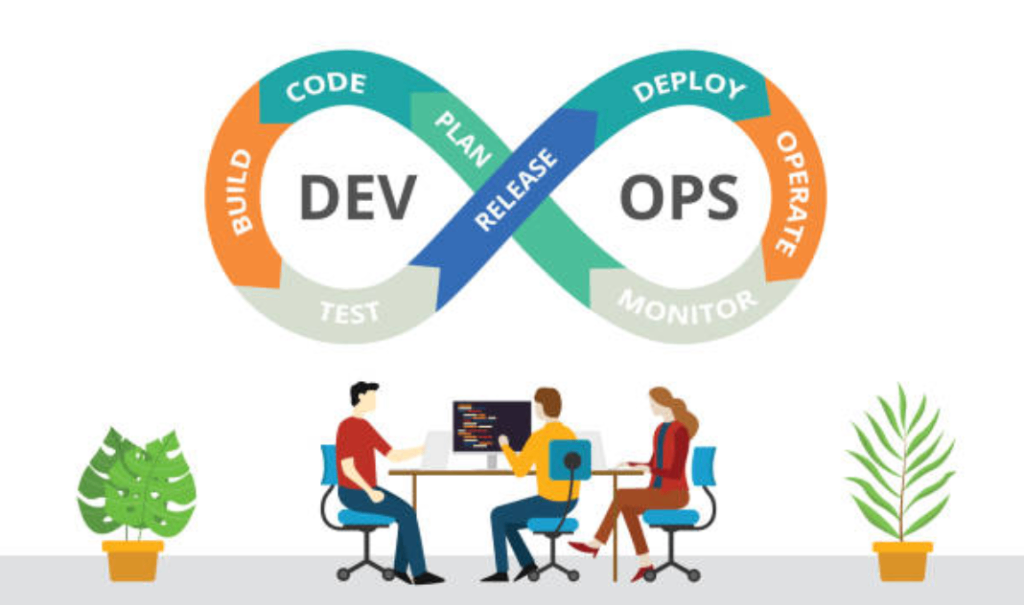 CODE
DEPLOY
PLAN
BUILD
DEV
RELEASE
OPS
OPERATE
TEST
MONITOR